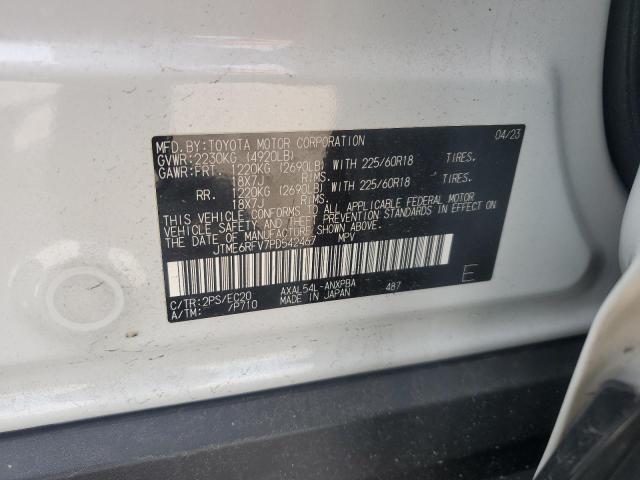 MFD.BY:TOYOTA MOTOR CORPORATION 04/23
GVWR:2230KG (4920LB)
GAWR:FRT. 1220KG (2690LB) WITH 225/60R18 TIRES.
18X7J RIMS.
RR. 1220KG (2690LB) WITH 225/60R18 TIRES.
18X7J RIMS.
THIS VEHICLE CONFORMS TO ALL APPLICABLE FEDERAL MOTOR
VEHICLE SAFETY, BUMPER, AND THEFT PREVENTION STANDARDS IN EFFECT ON
THE DATE OF MANUFACTURE SHOWN ABOVE.
JTME6RFV7PD542467 MPV
C/TR:2PS/EC20 AXAL54L-ANXPBA 487 E
A/TM: /P710 MADE IN JAPAN